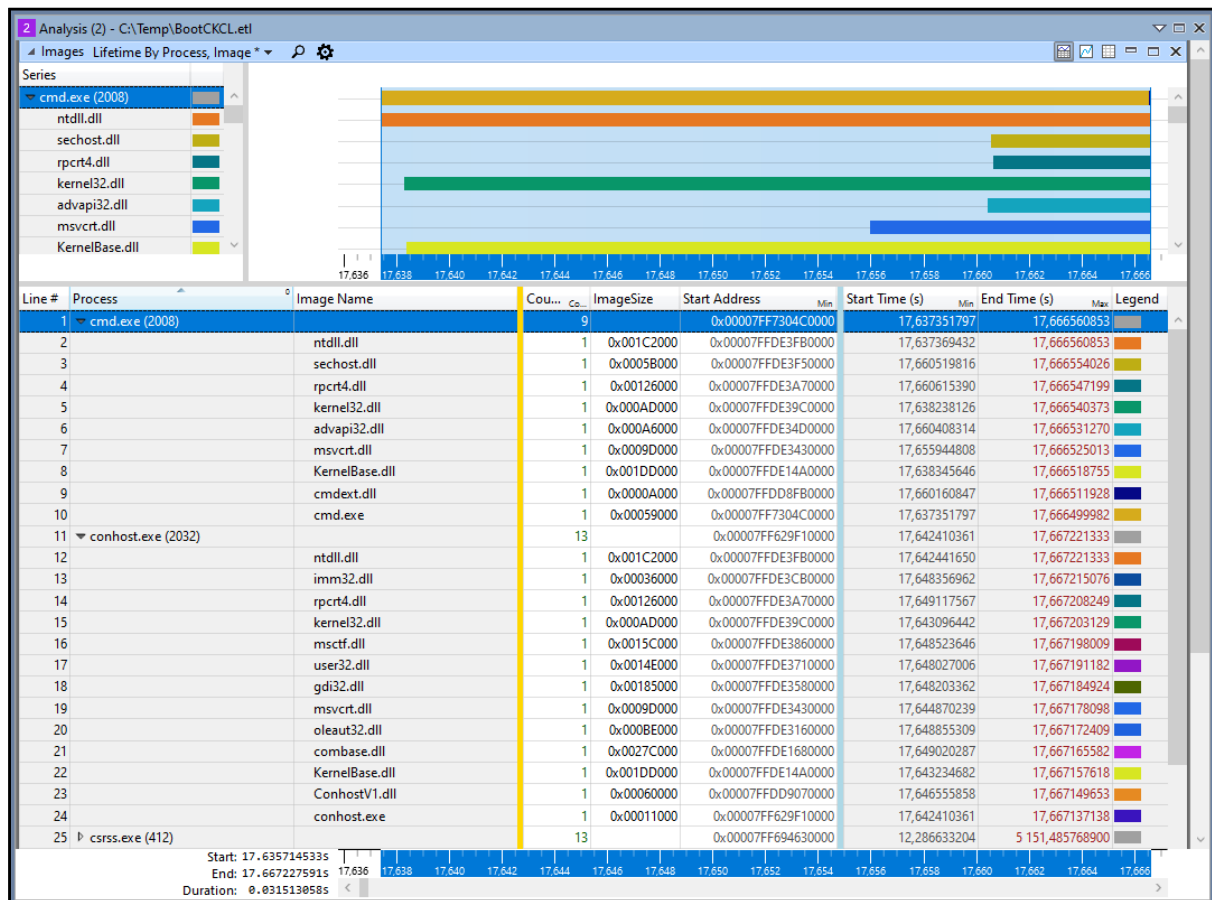 2 Analysis (2) - C:\Temp\BootCKCL.etl
Images Lifetime By Process, Image *
Series
cmd.exe (2008)
ntdll.dll
sechost.dll
rpcrt4.dll
kernel32.dll
advapi32.dll
msvcrt.dll
KernelBase.dll
17,636 17,638 17,640 17,642 17,644 17,646 17,648 17,650 17,652 17,654 17,656 17,658 17,660 17,662 17,664 17,666
Line # Process 0 Image Name Cou... Co... ImageSize Start Address Min Start Time (s) Min End Time (s) Max Legend
1 cmd.exe (2008) 9 0x00007FF7304C0000 17,637351797 17,666560853
2 ntdll.dll 1 0x001C2000 0x00007FFDE3FB0000 17,637369432 17,666560853
3 sechost.dll 1 0x0005B000 0x00007FFDE3F50000 17,660519816 17,666554026
4 rpcrt4.dll 1 0x00126000 0x00007FFDE3A70000 17,660615390 17,666547199
5 kernel32.dll 1 0x000AD000 0x00007FFDE39C0000 17,638238126 17,666540373
6 advapi32.dll 1 0x000A6000 0x00007FFDE34D0000 17,660408314 17,666531270
7 msvcrt.dll 1 0x0009D000 0x00007FFDE3430000 17,655944808 17,666525013
8 KernelBase.dll 1 0x001DD000 0x00007FFDE14A0000 17,638345646 17,666518755
9 cmdext.dll 1 0x0000A000 0x00007FFDD8FB0000 17,660160847 17,666511928
10 cmd.exe 1 0x00059000 0x00007FF7304C0000 17,637351797 17,666499982
11 conhost.exe (2032) 13 0x00007FF629F10000 17,642410361 17,667221333
12 ntdll.dll 1 0x001C2000 0x00007FFDE3FB0000 17,642441650 17,667221333
13 imm32.dll 1 0x00036000 0x00007FFDE3CB0000 17,648356962 17,667215076
14 rpcrt4.dll 1 0x00126000 0x00007FFDE3A70000 17,649117567 17,667208249
15 kernel32.dll 1 0x000AD000 0x00007FFDE39C0000 17,643096442 17,667203129
16 msctf.dll 1 0x0015C000 0x00007FFDE3860000 17,648523646 17,667198009
17 user32.dll 1 0x0014E000 0x00007FFDE3710000 17,648027006 17,667191182
18 gdi32.dll 1 0x00185000 0x00007FFDE3580000 17,648203362 17,667184924
19 msvcrt.dll 1 0x0009D000 0x00007FFDE3430000 17,644870239 17,667178098
20 oleaut32.dll 1 0x000BE000 0x00007FFDE3160000 17,648855309 17,667172409
21 combase.dll 1 0x0027C000 0x00007FFDE1680000 17,649020287 17,667165582
22 KernelBase.dll 1 0x001DD000 0x00007FFDE14A0000 17,643234682 17,667157618
23 ConhostV1.dll 1 0x00060000 0x00007FFDD9070000 17,646555858 17,667149653
24 conhost.exe 1 0x00011000 0x00007FF629F10000 17,642410361 17,667137138
25 csrss.exe (412) 13 0x00007FF694630000 12,286633204 5 151,485768900
Start: 17.635714533s
End: 17.667227591s 17,636 17,638 17,640 17,642 17,644 17,646 17,648 17,650 17,652 17,654 17,656 17,658 17,660 17,662 17,664 17,666
Duration: 0.031513058s